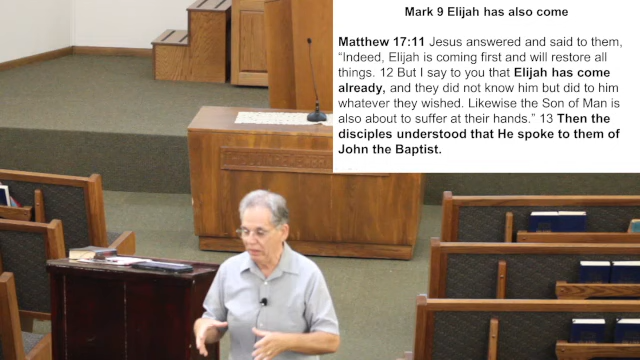 Mark 9 Elijah has also come
Matthew 17:11 Jesus answered and said to them,
“Indeed, Elijah is coming first and will restore all
things. 12 But I say to you that Elijah has come
already, and they did not know him but did to him
whatever they wished. Likewise the Son of Man is
also about to suffer at their hands.” 13 Then the
disciples understood that He spoke to them of
John the Baptist.